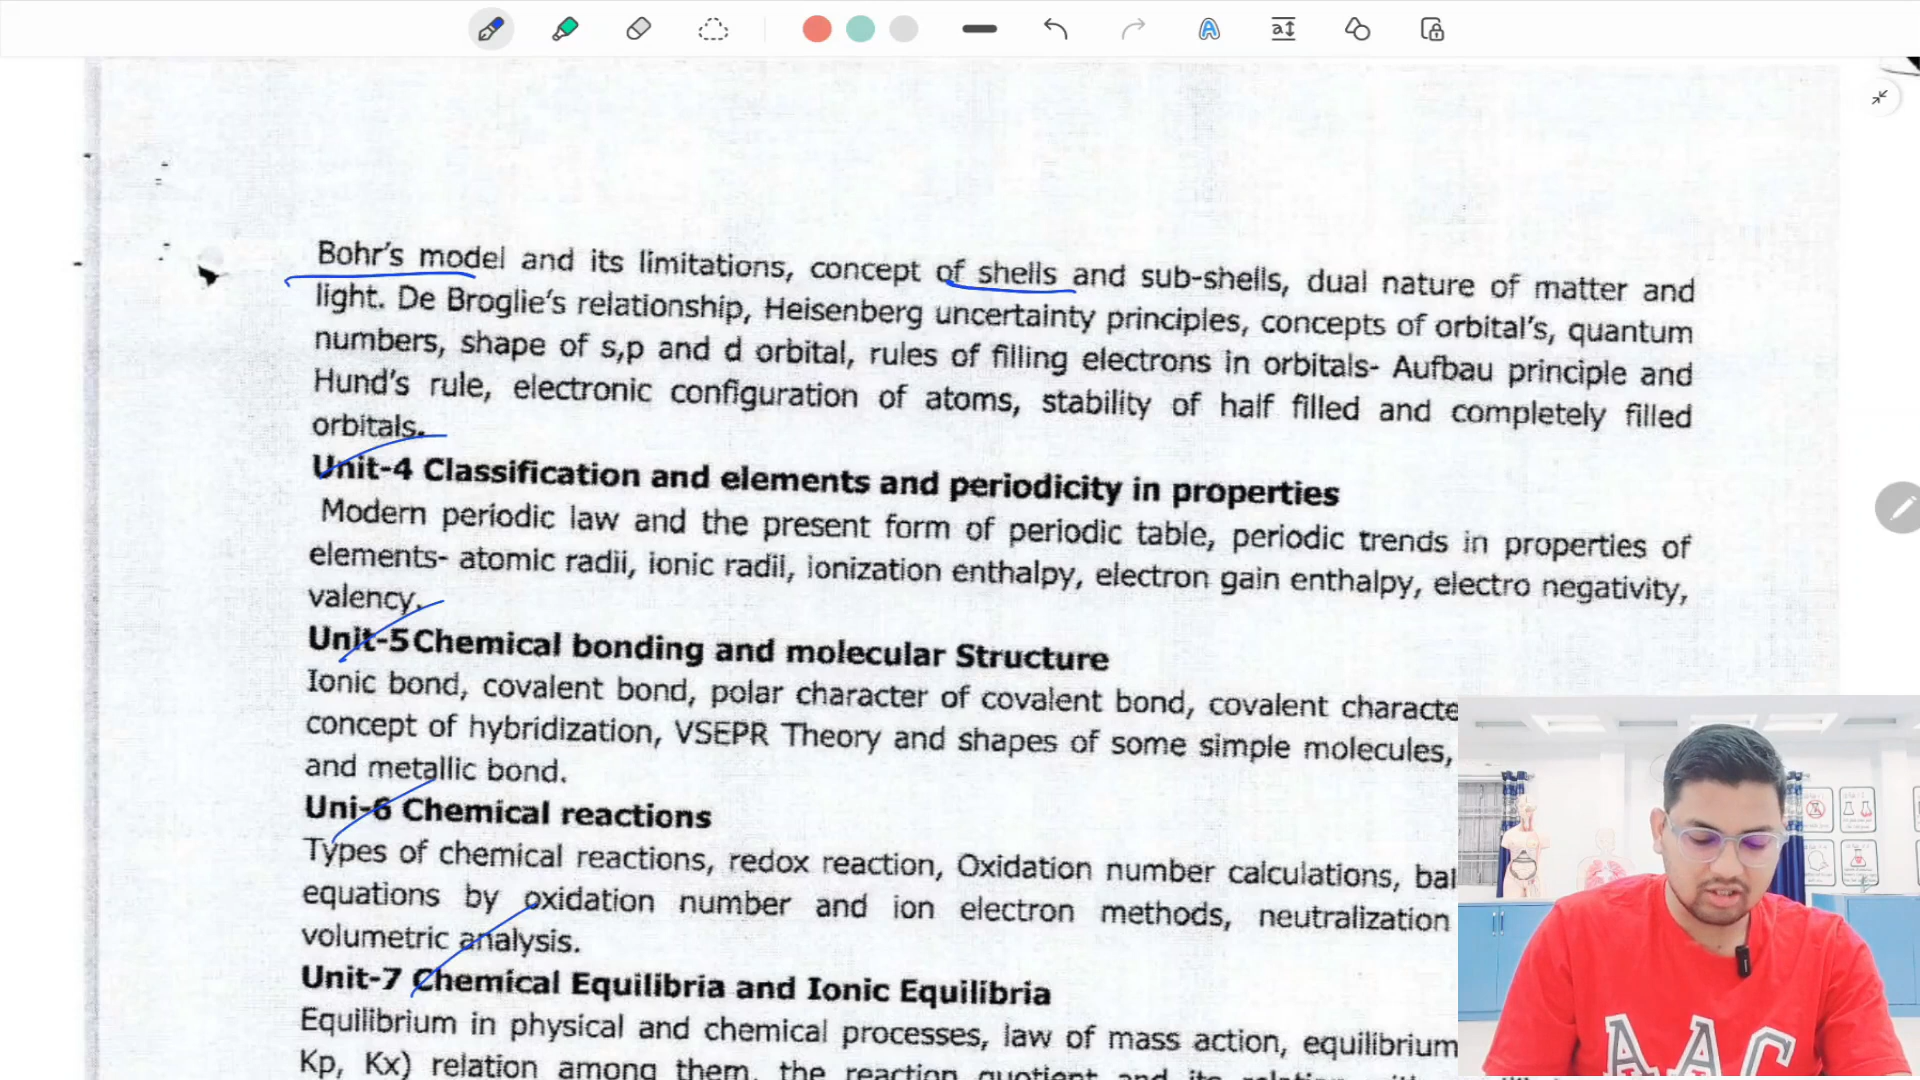 Bohr's model and its limitations, concept of shells and sub-shells, dual nature of matter and
light. De Broglie's relationship, Heisenberg uncertainty principles, concepts of orbital's, quantum
numbers, shape of s,p and d orbital, rules of filling electrons in orbitals- Aufbau principle and
Hund's rule, electronic configuration of atoms, stability of half filled and completely filled
orbitals.
Unit-4 Classification and elements and periodicity in properties
Modern periodic law and the present form of periodic table, periodic trends in properties of
elements- atomic radii, ionic radii, ionization enthalpy, electron gain enthalpy, electro negativity,
valency.
Unit-5 Chemical bonding and molecular Structure
Ionic bond, covalent bond, polar character of covalent bond, covalent characte
concept of hybridization, VSEPR Theory and shapes of some simple molecules,
and metallic bond.
Uni-6 Chemical reactions
Types of chemical reactions, redox reaction, Oxidation number calculations, bal
equations by oxidation number and ion electron methods, neutralization
volumetric analysis.
Unit-7 Chemical Equilibria and Ionic Equilibria
Equilibrium in physical and chemical processes, law of mass action, equilibrium
Kp, Kx) relation among them, the reaction quotient and its
AAC